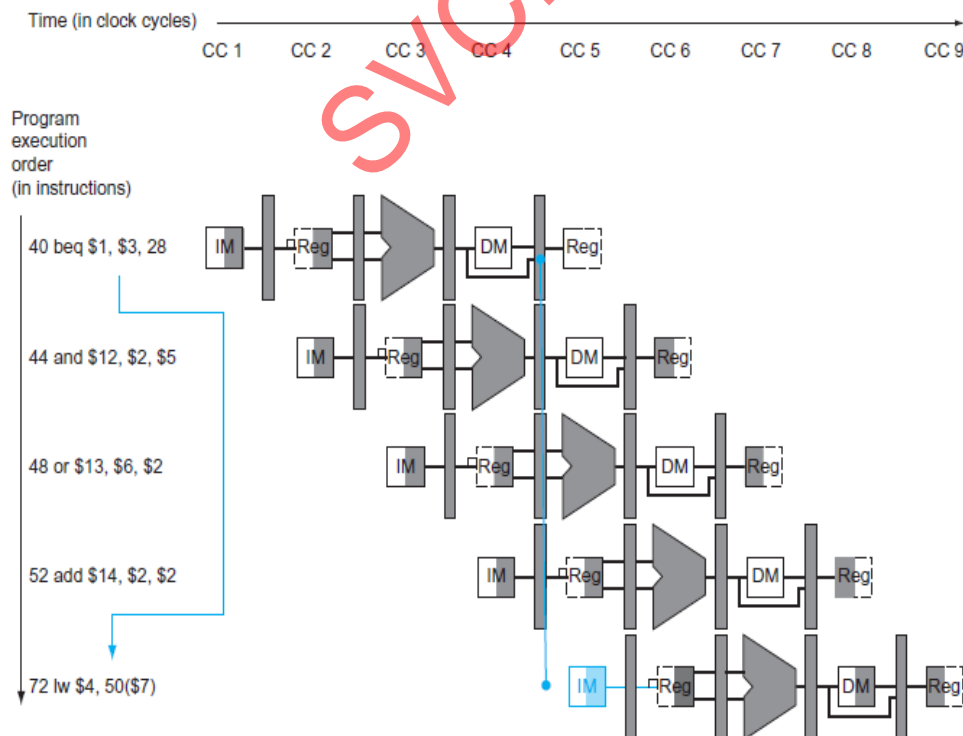 Time (in clock cycles)
CC 1 CC 2 CC 3 CC 4 CC 5 CC 6 CC 7 CC 8 CC 9
Program
execution
order
(in instructions)
40 beq $1, $3, 28
IM Reg DM Reg
44 and $12, $2, $5
IM Reg DM Reg
48 or $13, $6, $2
IM Reg DM Reg
52 add $14, $2, $2
IM Reg DM Reg
72 lw $4, 50($7)
IM Reg DM Reg